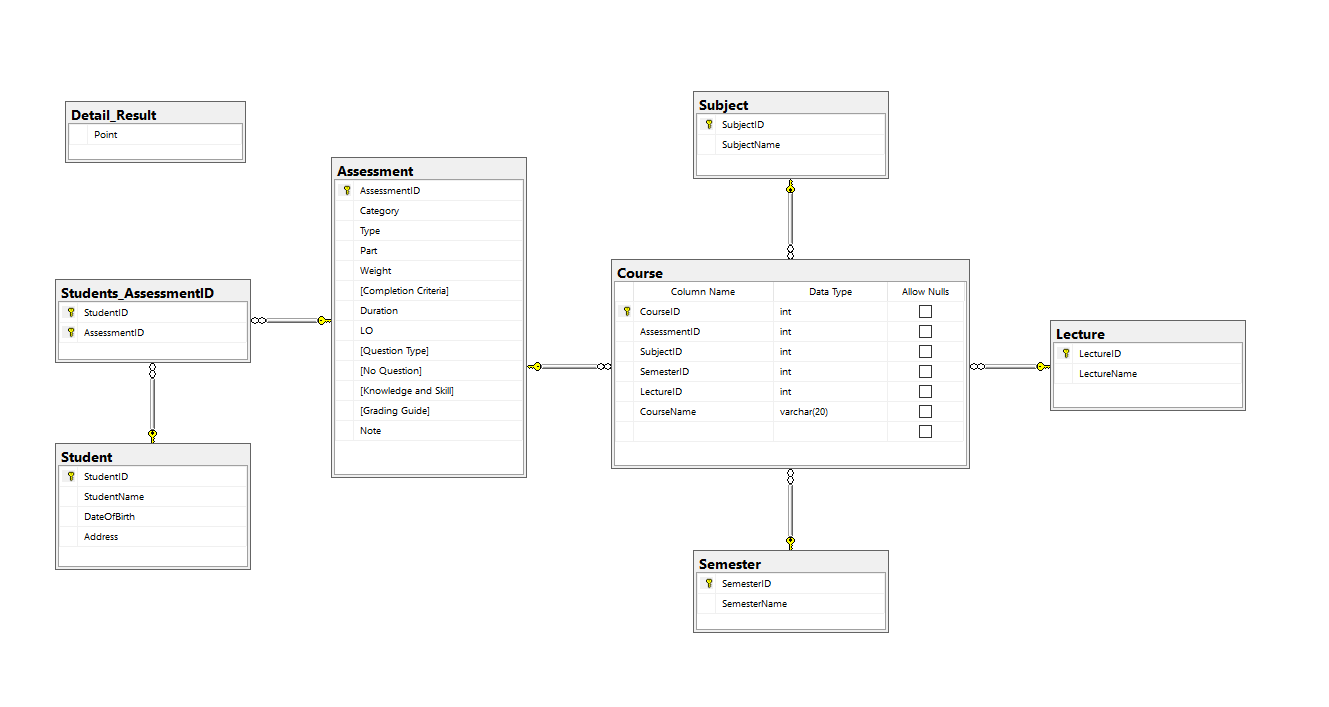 Detail_Result
Point
Students_AssessmentID
StudentID
AssessmentID
Student
StudentID
StudentName
DateOfBirth
Address
Assessment
AssessmentID
Category
Type
Part
Weight
[Completion Criteria]
Duration
LO
[Question Type]
[No Question]
[Knowledge and Skill]
[Grading Guide]
Note
Subject
SubjectID
SubjectName
Course
Column Name Data Type Allow Nulls
CourseID int
AssessmentID int
SubjectID int
SemesterID int
LectureID int
CourseName varchar(20)
Semester
SemesterID
SemesterName
Lecture
LectureID
LectureName